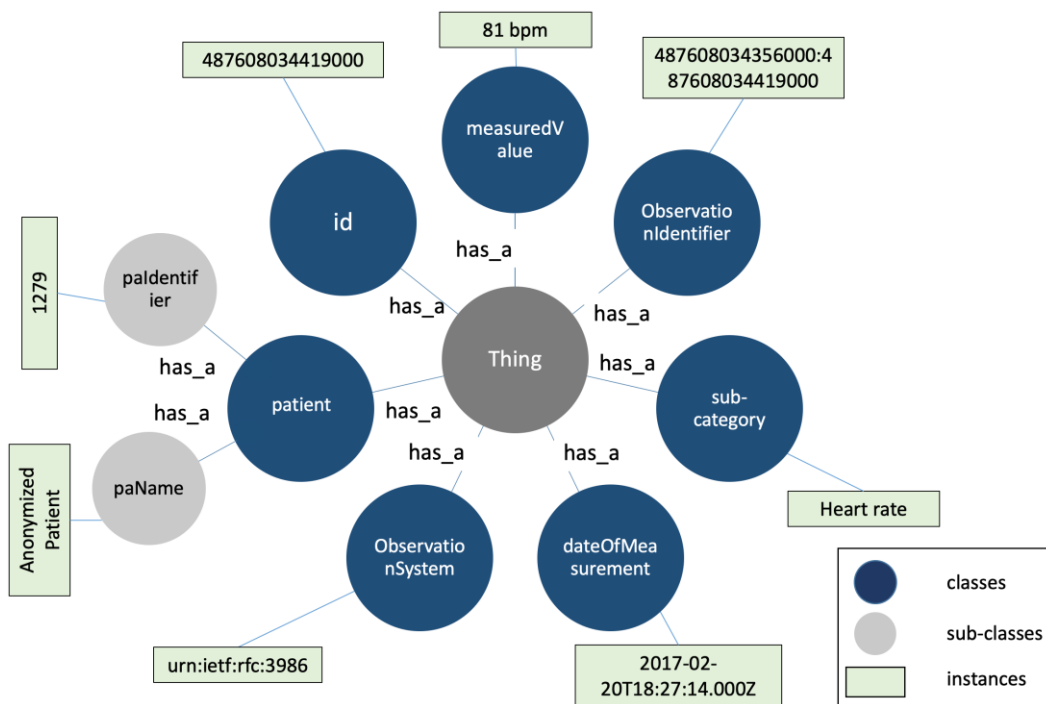 81 bpm
487608034419000
487608034356000:4
87608034419000
measuredV
alue
id
Observatio
nIdentifier
has_a
paIdentif
ier
1279
has_a
has_a
Thing
has_a
has_a
patient
sub-
category
has_a
has_a
has_a
has_a
paName
Anonymized
Patient
Heart rate
Observatio
nSystem
dateOfMea
surement
classes
sub-classes
urn:ietf:rfc:3986
2017-02-
20T18:27:14.000Z
instances